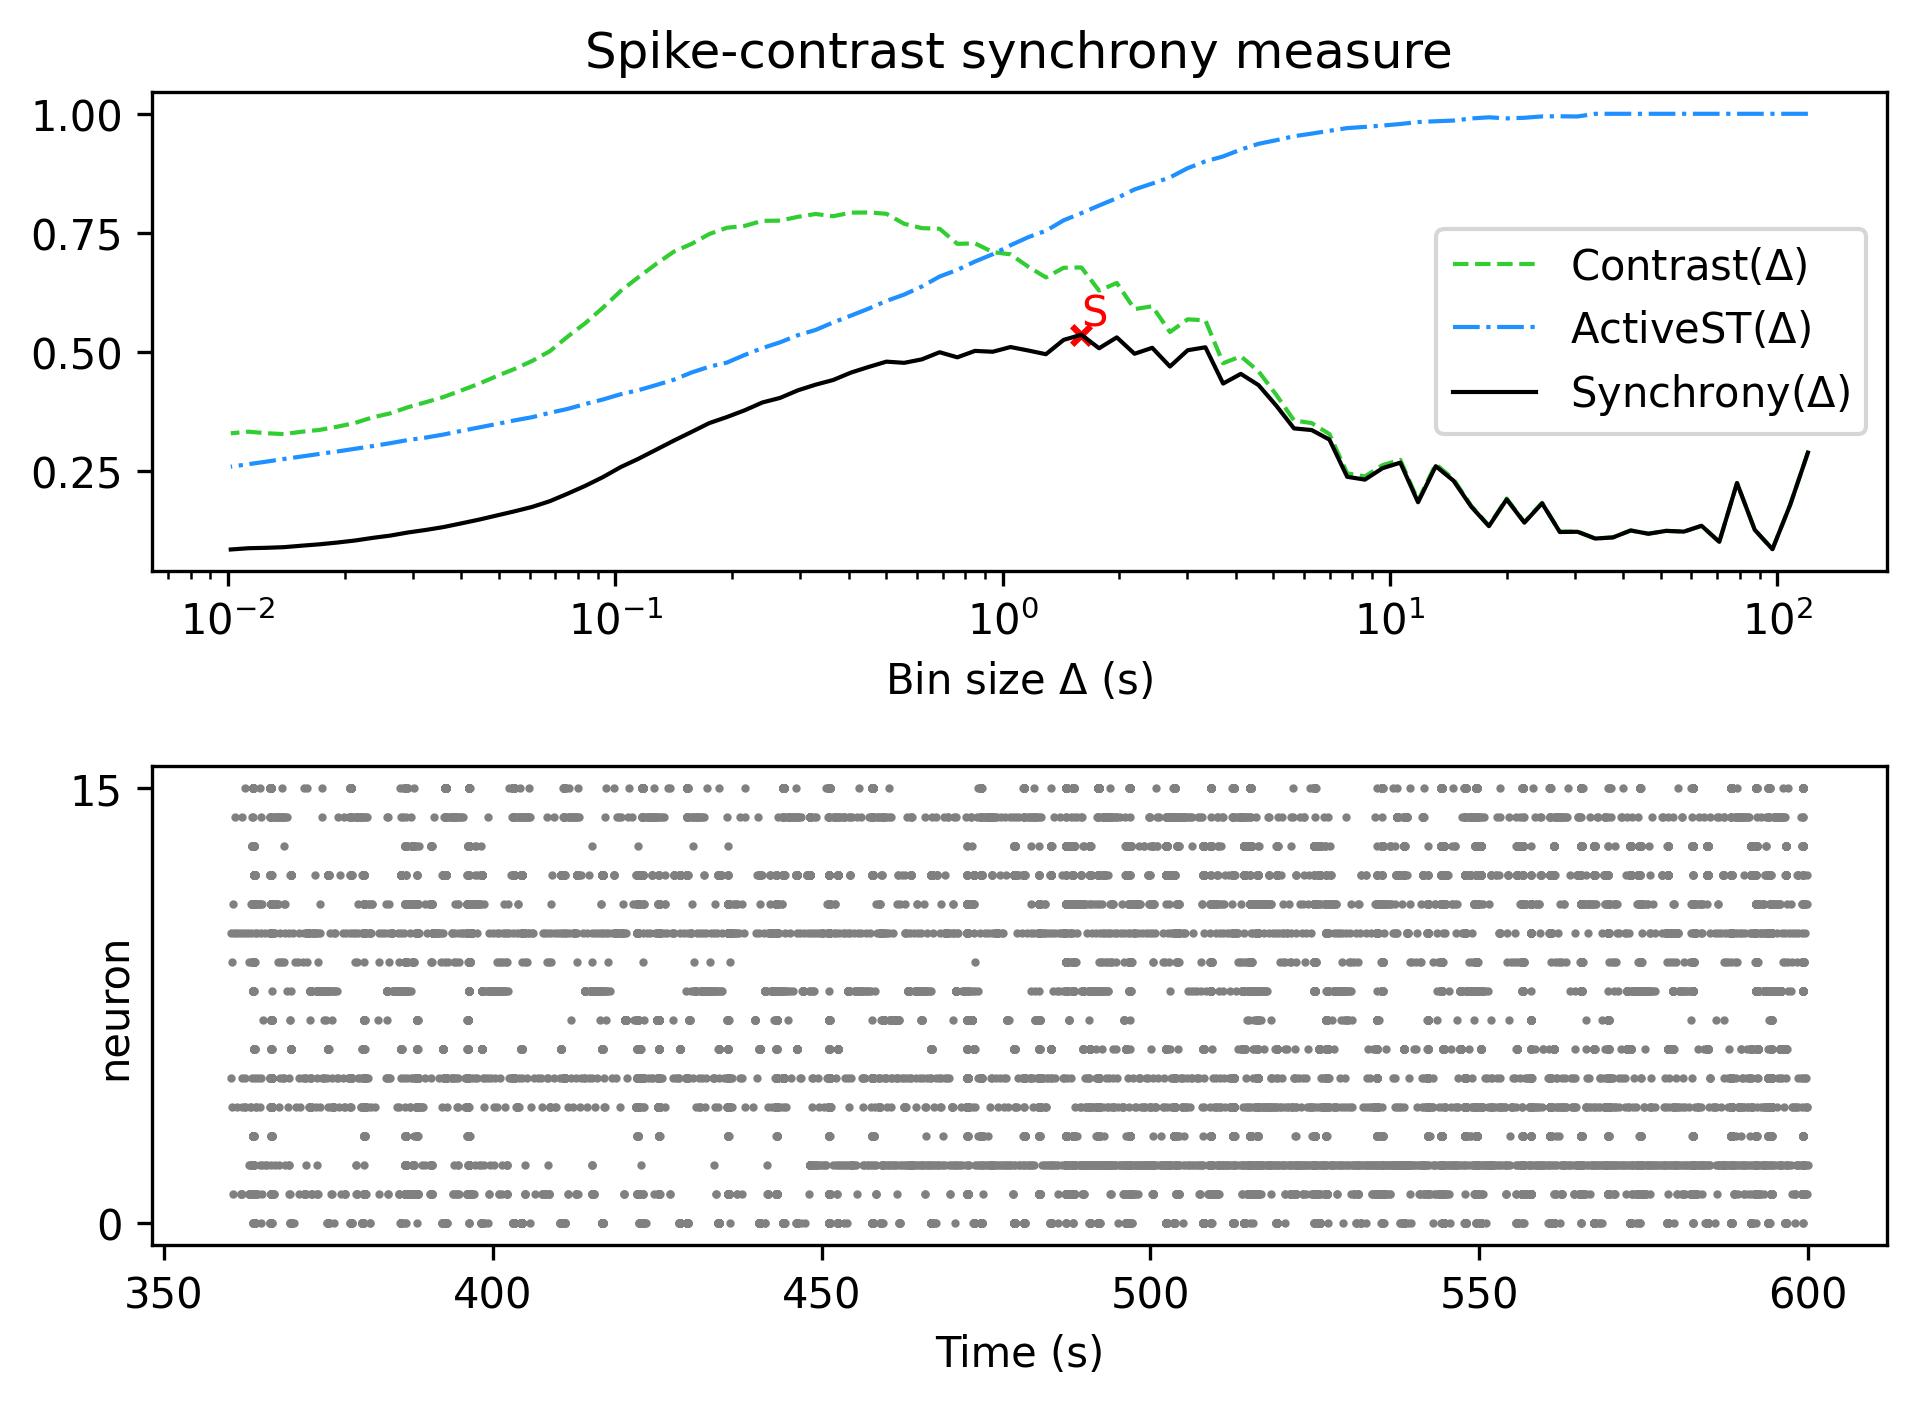 Spike-contrast synchrony measure
1.00
0.75
0.50
0.25
S
Contrast(Δ)
ActiveST(Δ)
Synchrony(Δ)
10⁻² 10⁻¹ 10⁰ 10¹ 10²
Bin size Δ (s)
15
neuron
0
350 400 450 500 550 600
Time (s)